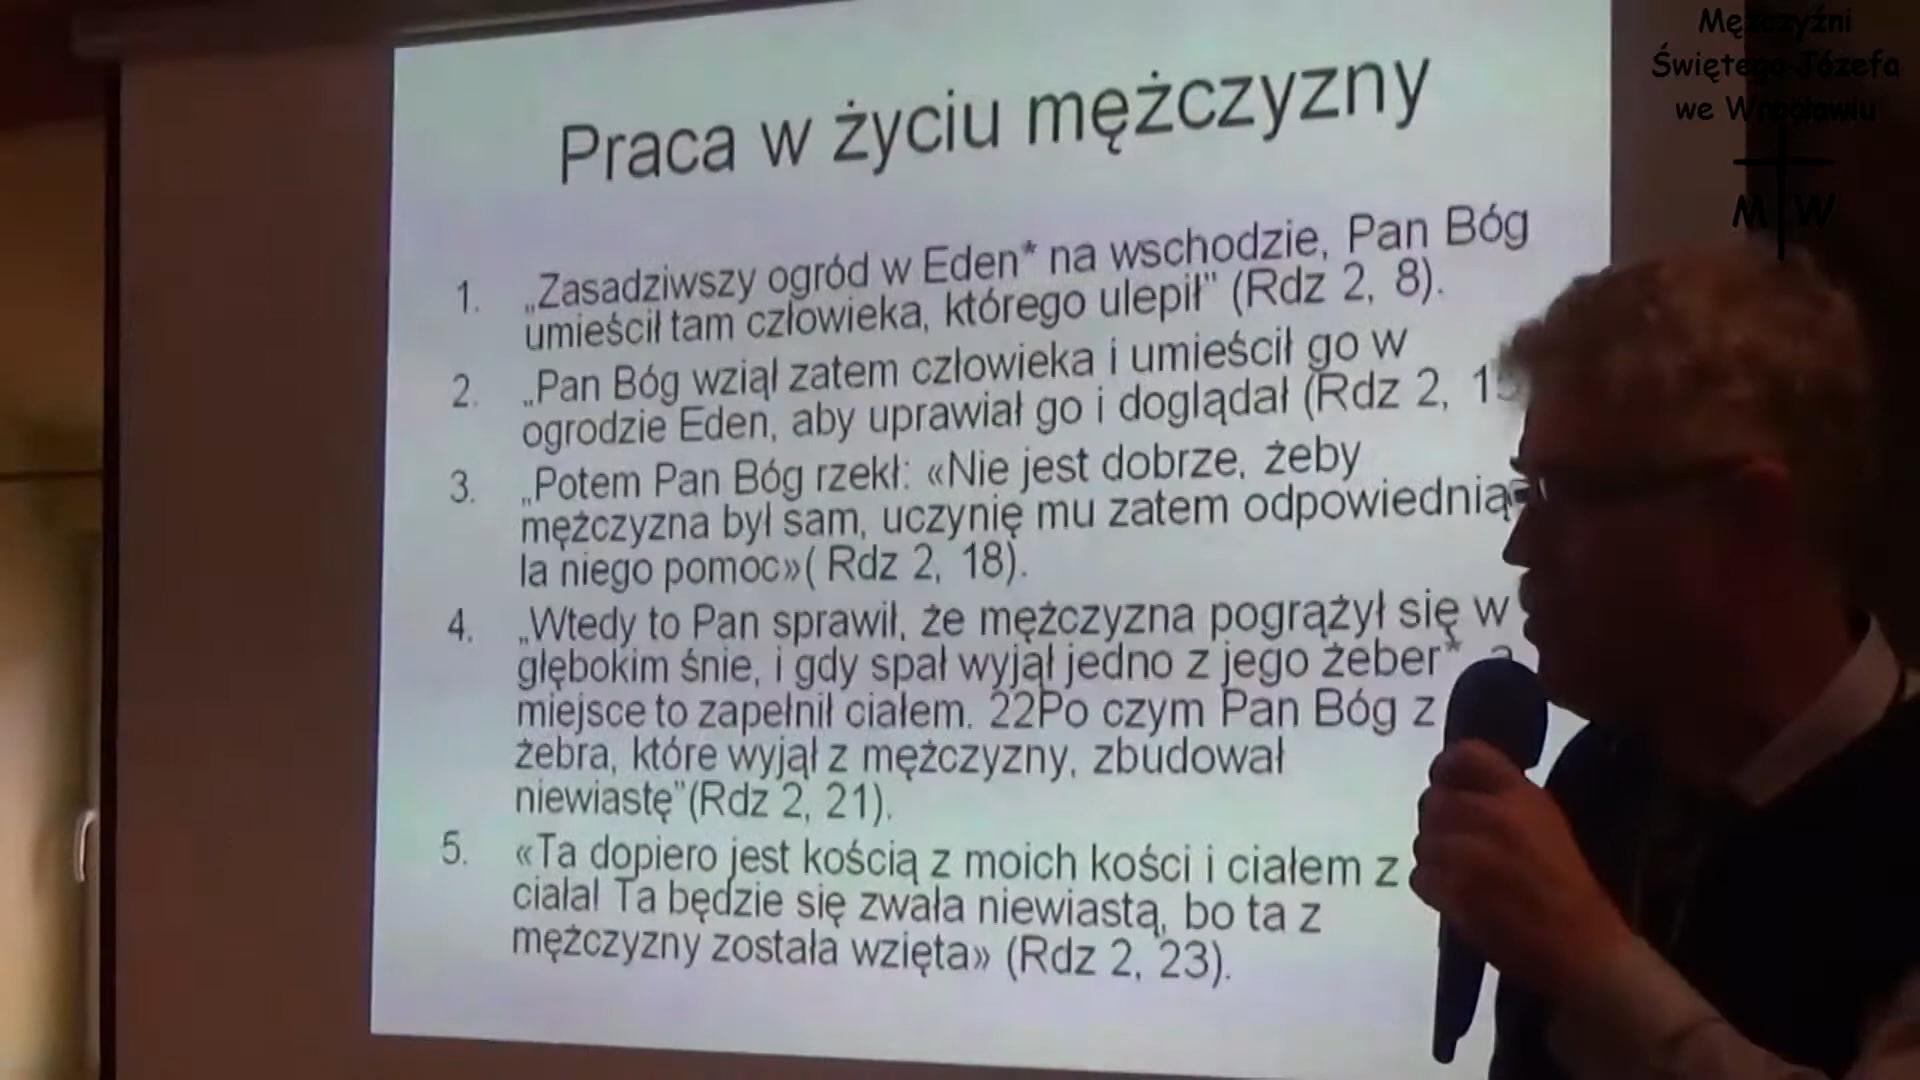 Praca w życiu mężczyzny
1. „Zasadziwszy ogród w Eden* na wschodzie, Pan Bóg
umieścił tam człowieka, którego ulepił” (Rdz 2, 8).
2. „Pan Bóg wziął zatem człowieka i umieścił go w
ogrodzie Eden, aby uprawiał go i doglądał (Rdz 2, 15
3. „Potem Pan Bóg rzekł: «Nie jest dobrze, żeby
mężczyzna był sam, uczynię mu zatem odpowiednią
la niego pomoc»( Rdz 2, 18).
4. „Wtedy to Pan sprawił, że mężczyzna pogrążył się w
głębokim śnie, i gdy spał wyjął jedno z jego żeber* , a
miejsce to zapełnił ciałem. 22Po czym Pan Bóg z
żebra, które wyjął z mężczyzny, zbudował
niewiastę”(Rdz 2, 21).
5. «Ta dopiero jest kością z moich kości i ciałem z
ciała! Ta będzie się zwała niewiastą, bo ta z
mężczyzny została wzięta» (Rdz 2, 23).
Mężczyźni
Świętego Józefa
we Wrocławiu
M W